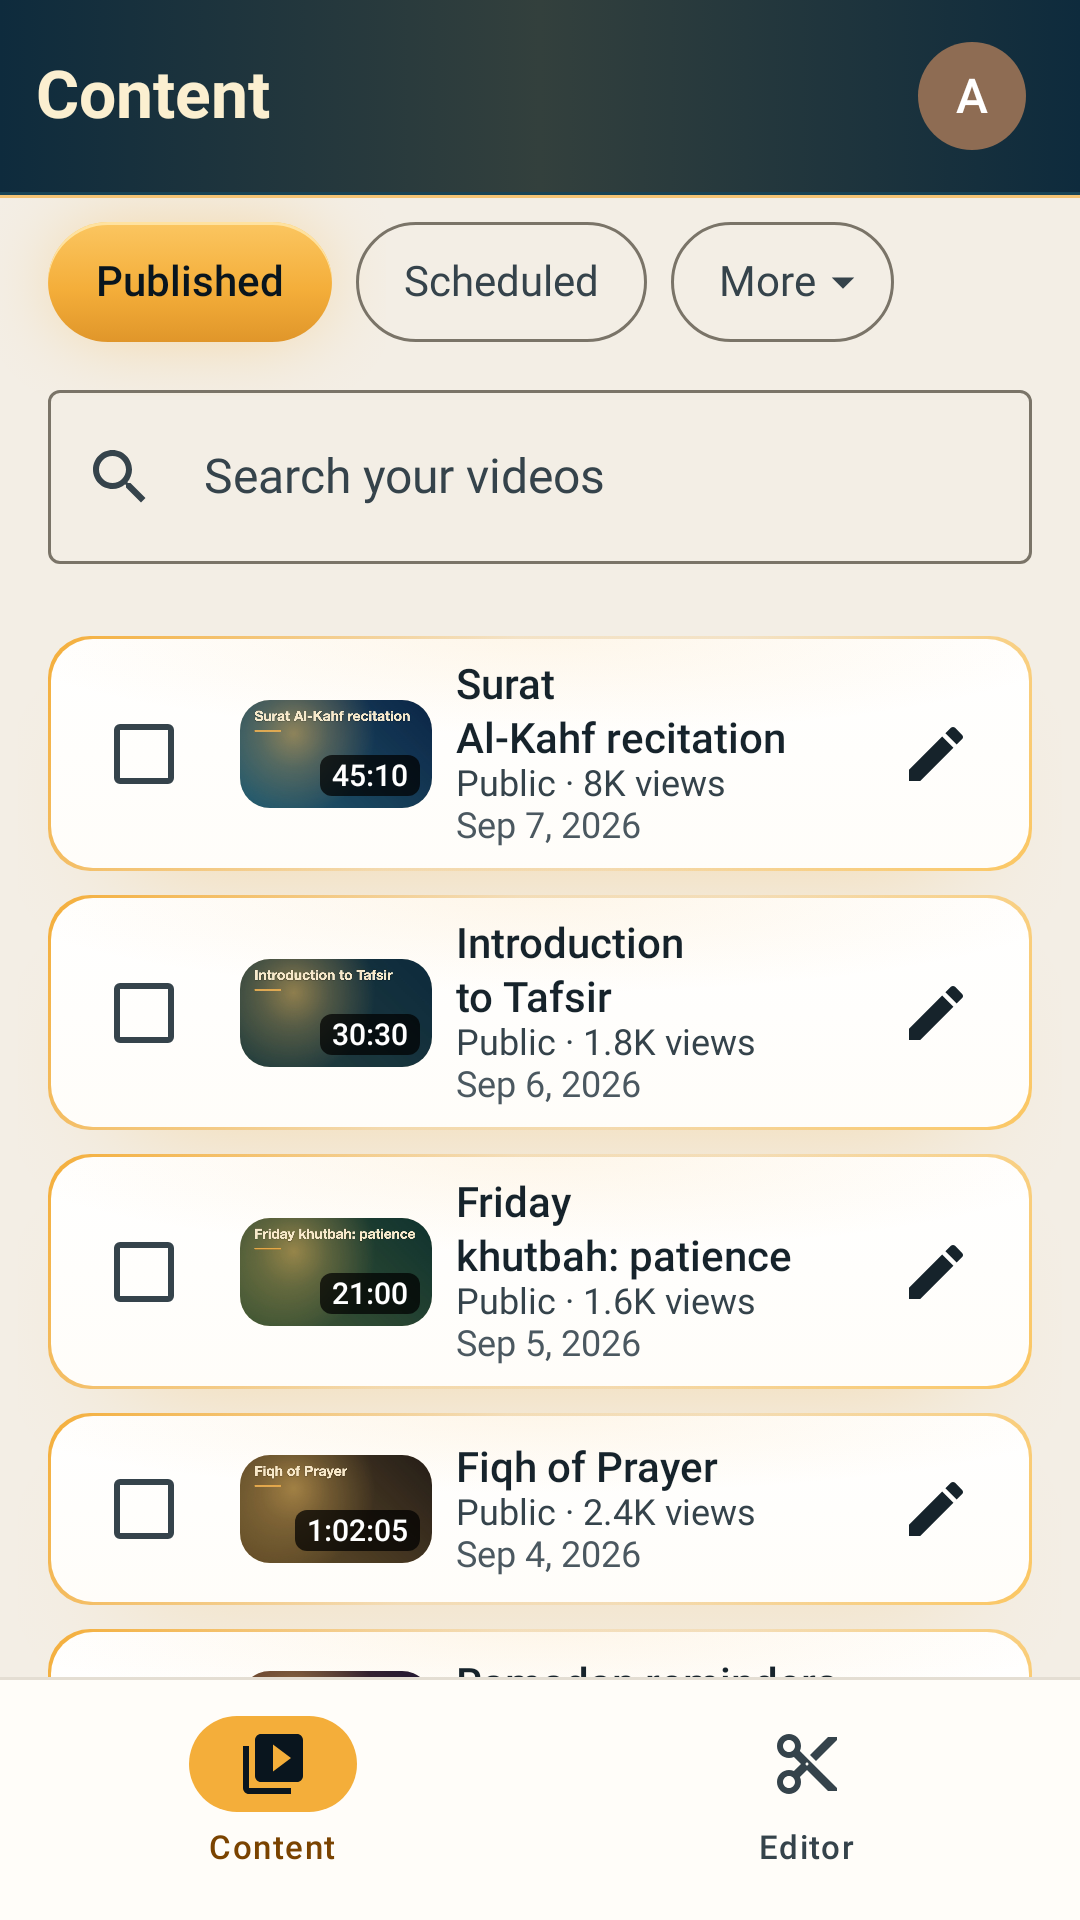 Content
A
Published
Scheduled
More
Search your videos
Surat Al-Kahf recitation
45:10
Surat
Al-Kahf recitation
Public · 8K views
Sep 7, 2026
Introduction to Tafsir
30:30
Introduction
to Tafsir
Public · 1.8K views
Sep 6, 2026
Friday khutbah: patience
21:00
Friday
khutbah: patience
Public · 1.6K views
Sep 5, 2026
Fiqh of Prayer
1:02:05
Fiqh of Prayer
Public · 2.4K views
Sep 4, 2026
Ramadan reminders
Content
Editor